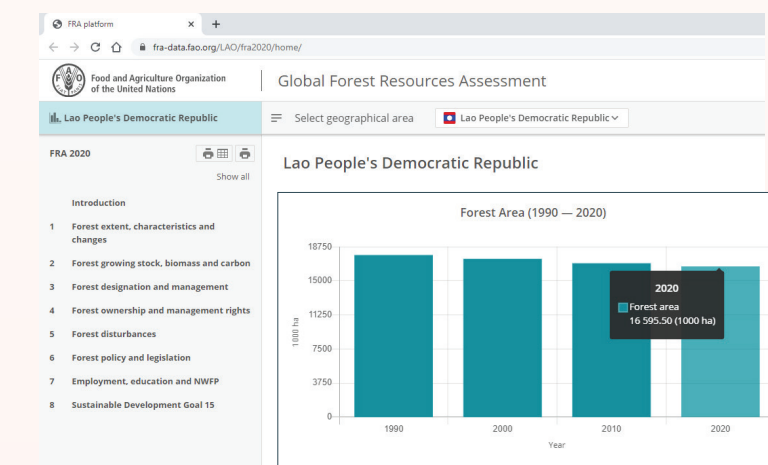 FRA platform
fra-data.fao.org/LAO/fra2020/home/
FAO
FIAT PANIS
Food and Agriculture Organization
of the United Nations
Global Forest Resources Assessment
Lao People's Democratic Republic
Select geographical area
Lao People's Democratic Republic
FRA 2020
Show all
Introduction
1 Forest extent, characteristics and
changes
2 Forest growing stock, biomass and carbon
3 Forest designation and management
4 Forest ownership and management rights
5 Forest disturbances
6 Forest policy and legislation
7 Employment, education and NWFP
8 Sustainable Development Goal 15
Lao People's Democratic Republic
Forest Area (1990 — 2020)
18750
15000
11250
7500
3750
0
1000 ha
2020
Forest area
16 595.50 (1000 ha)
1990 2000 2010 2020
Year